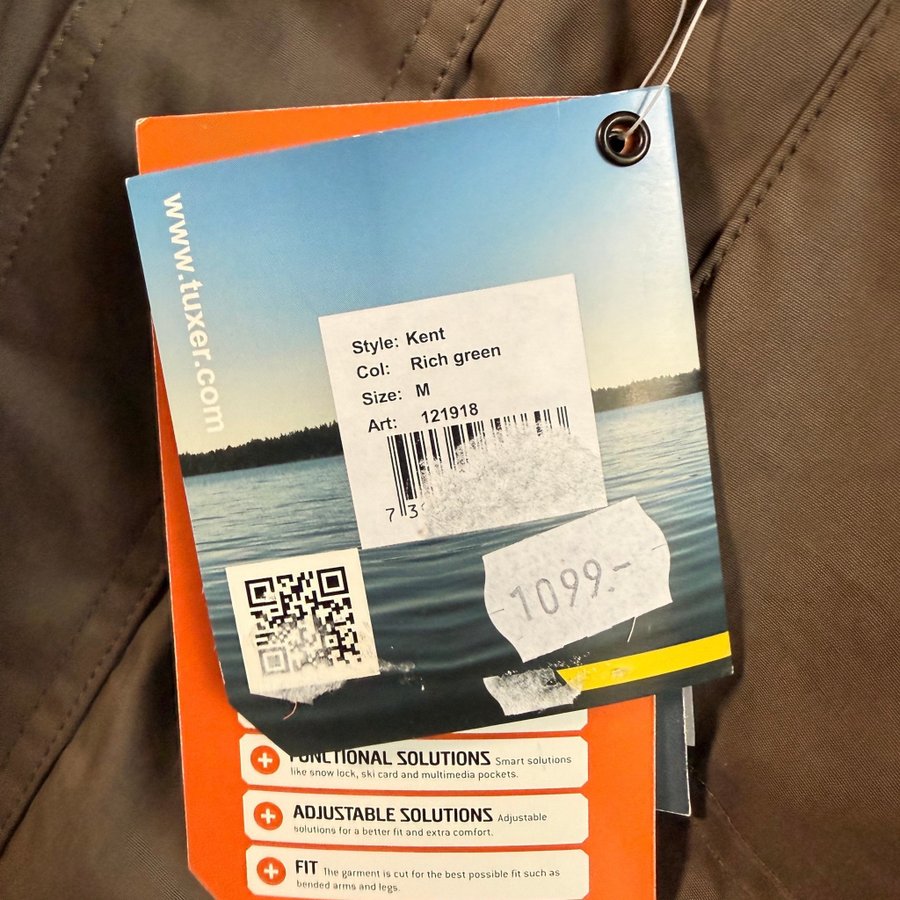 www.tuxer.com
Style: Kent
Col: Rich green
Size: M
Art: 121918
7 3
1099.-
FUNCTIONAL SOLUTIONS Smart solutions
like snow lock, ski card and multimedia pockets.
ADJUSTABLE SOLUTIONS Adjustable
solutions for a better fit and extra comfort.
FIT The garment is cut for the best possible fit such as
bended arms and legs.